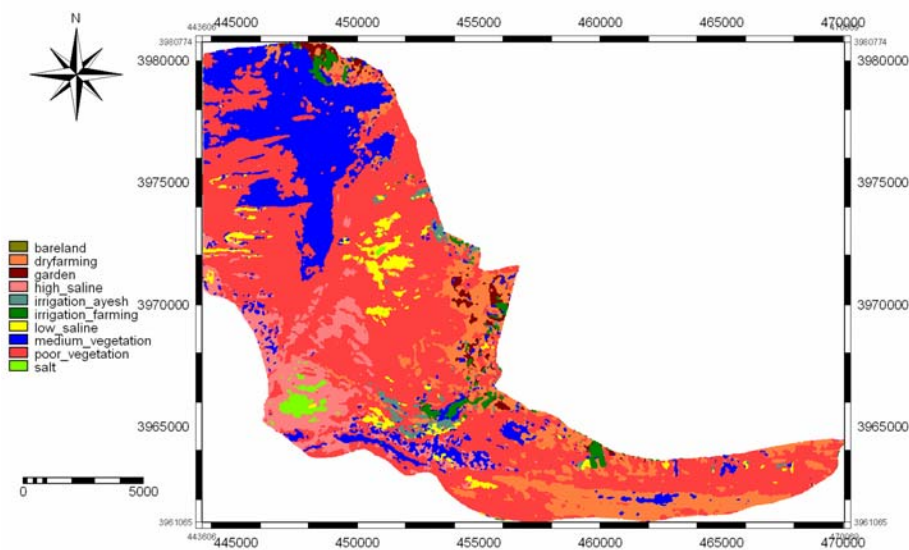 N
445000 450000 455000 460000 465000 470000
443606
3980774 3980774
3980000 3980000
3975000 3975000
3970000 3970000
3965000 3965000
3961065 3961065
bareland
dryfarming
garden
high_saline
irrigation_ayesh
irrigation_farming
low_saline
medium_vegetation
poor_vegetation
salt
0 5000
443606
445000 450000 455000 460000 465000 470000